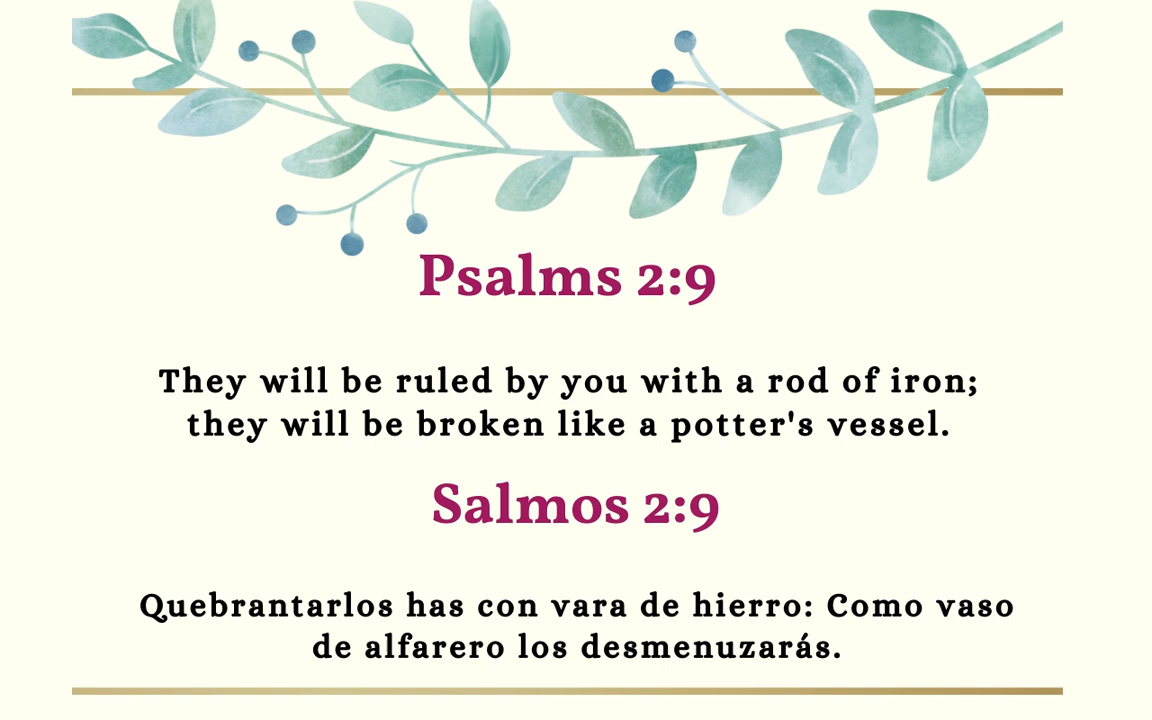 Psalms 2:9
They will be ruled by you with a rod of iron;
they will be broken like a potter's vessel.
Salmos 2:9
Quebrantarlos has con vara de hierro: Como vaso
de alfarero los desmenuzarás.